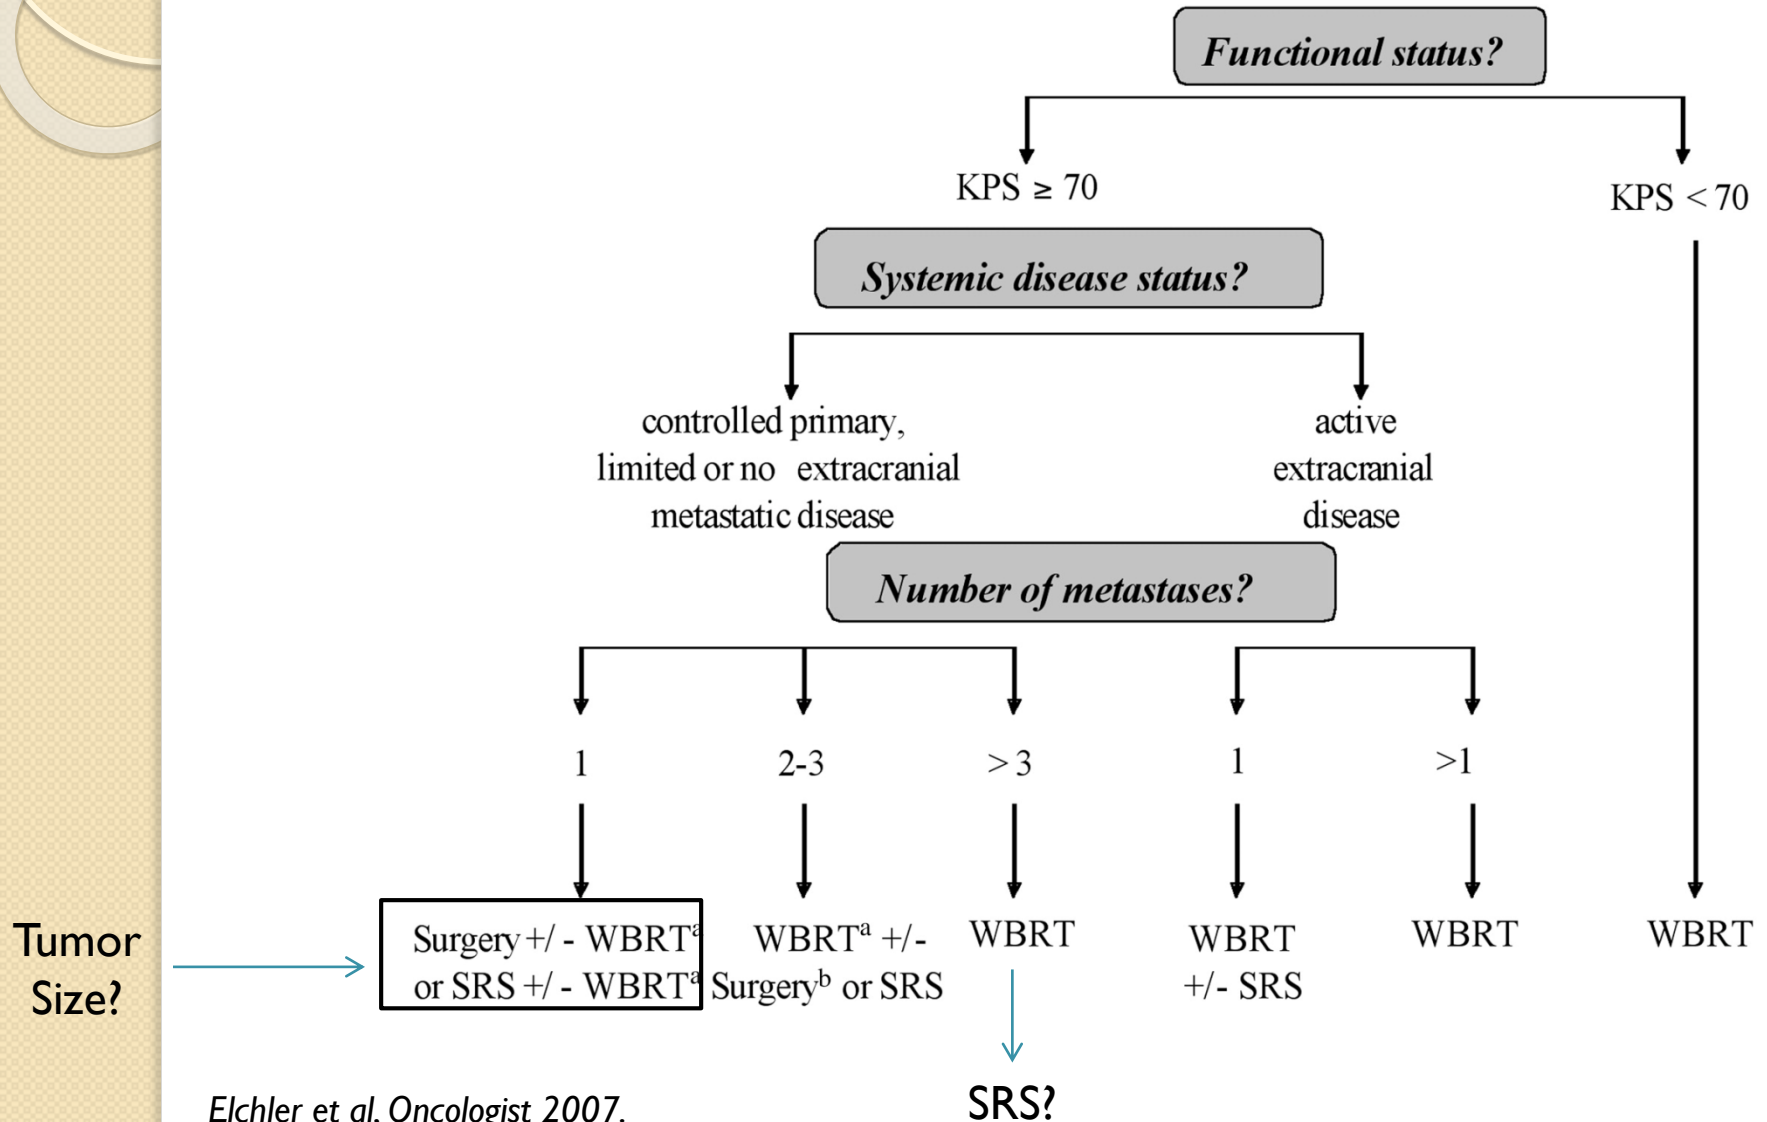 Functional status?
KPS ≥ 70
KPS < 70
Systemic disease status?
controlled primary,
limited or no extracranial
metastatic disease
active
extracranial
disease
Number of metastases?
1
2-3
> 3
1
>1
Tumor
Size?
Surgery +/ - WBRTᵃ
or SRS +/ - WBRTᵃ
WBRTᵃ +/-
Surgeryᵇ or SRS
WBRT
WBRT
+/- SRS
WBRT
WBRT
SRS?
Elchler et al, Oncologist 2007.